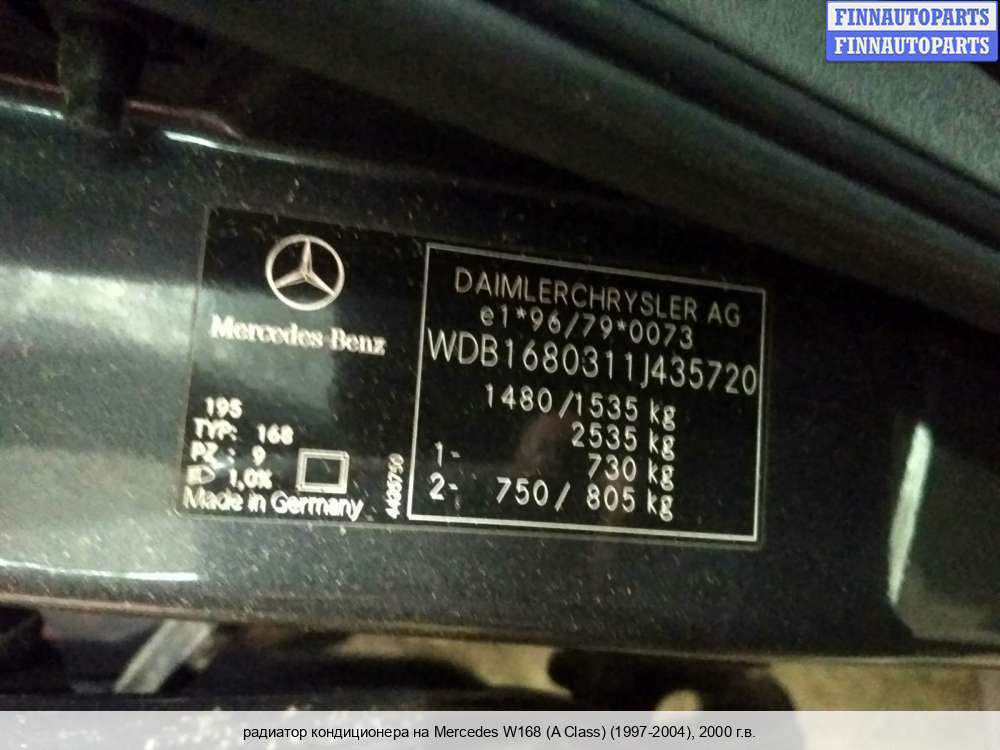 FINNAUTOPARTS
FINNAUTOPARTS
Mercedes-Benz
195
TYP: 168
PZ : 9
1,0%
Made in Germany
4435750
DAIMLERCHRYSLER AG
e1*96/79*0073
WDB1680311J435720
1480/1535 kg
2535 kg
1- 730 kg
2- 750/ 805 kg
радиатор кондиционера на Mercedes W168 (A Class) (1997-2004), 2000 г.в.